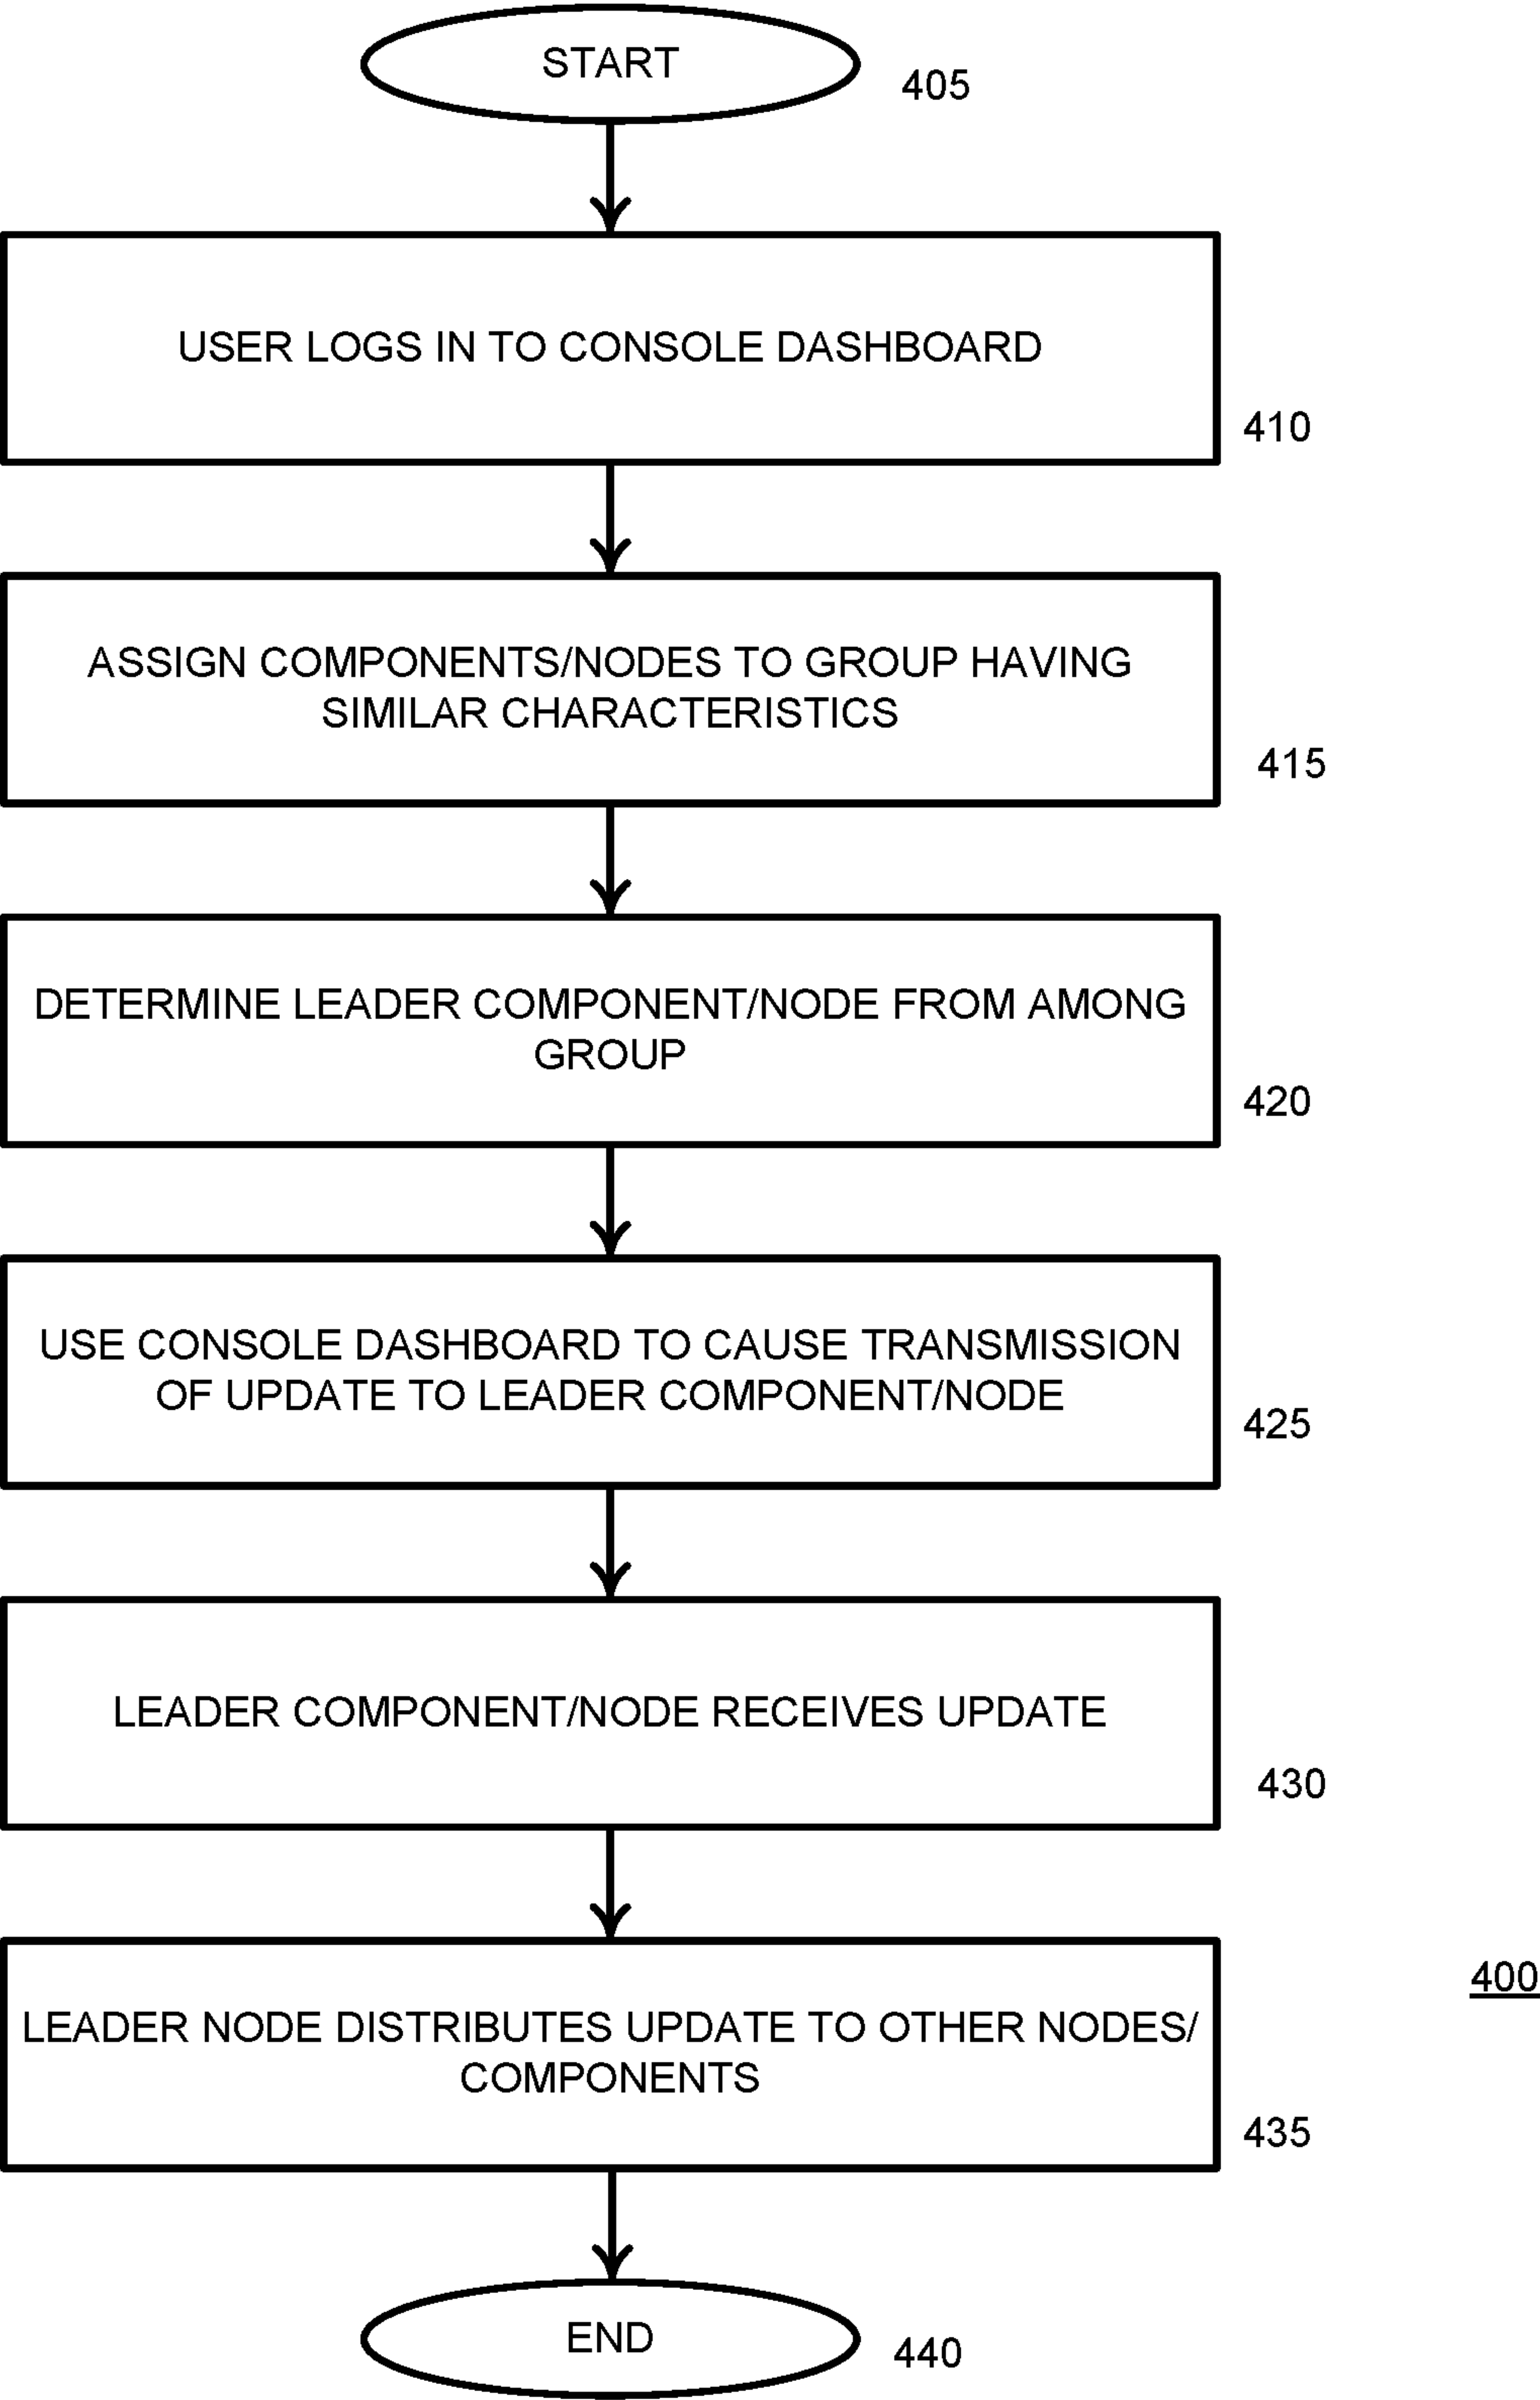 START
405
USER LOGS IN TO CONSOLE DASHBOARD
410
ASSIGN COMPONENTS/NODES TO GROUP HAVING
SIMILAR CHARACTERISTICS
415
DETERMINE LEADER COMPONENT/NODE FROM AMONG
GROUP
420
USE CONSOLE DASHBOARD TO CAUSE TRANSMISSION
OF UPDATE TO LEADER COMPONENT/NODE
425
LEADER COMPONENT/NODE RECEIVES UPDATE
430
400
LEADER NODE DISTRIBUTES UPDATE TO OTHER NODES/
COMPONENTS
435
END
440